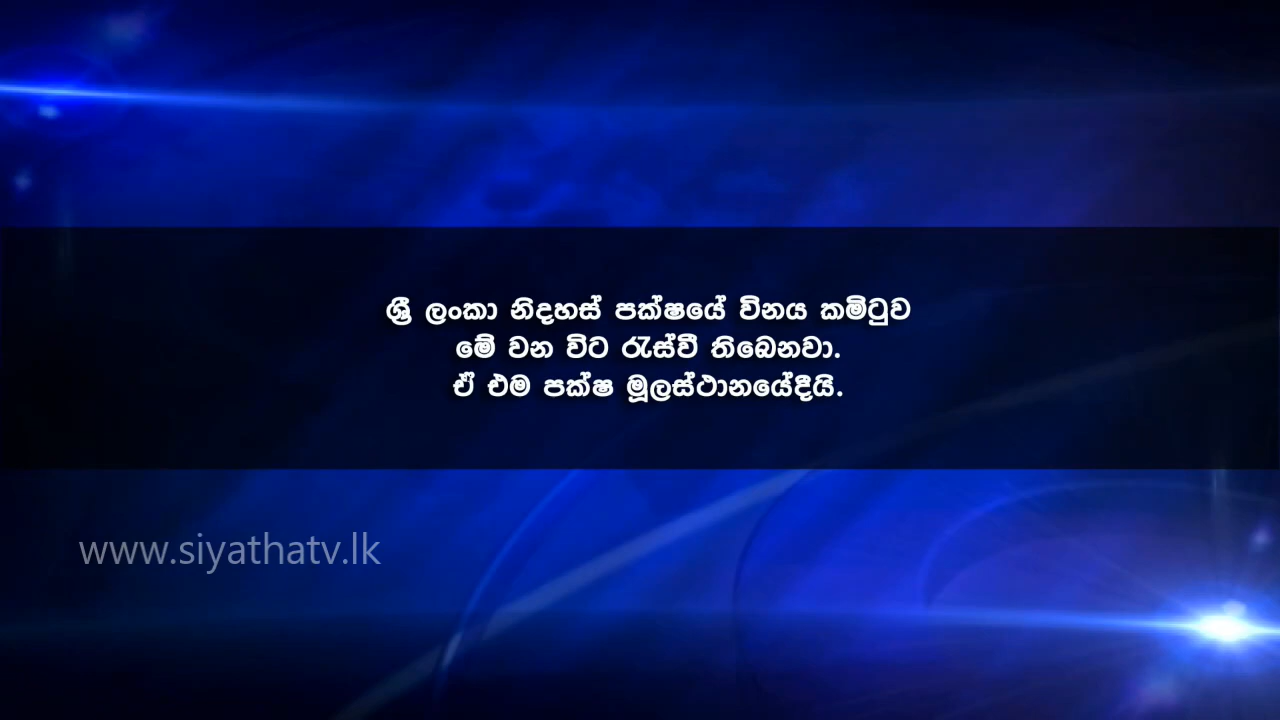 ශ්‍රී ලංකා නිදහස් පක්ෂයේ විනය කමිටුව
මේ වන විට රැස්වී තිබෙනවා.
ඒ එම පක්ෂ මූලස්ථානයේදීයි.
www.siyathatv.lk